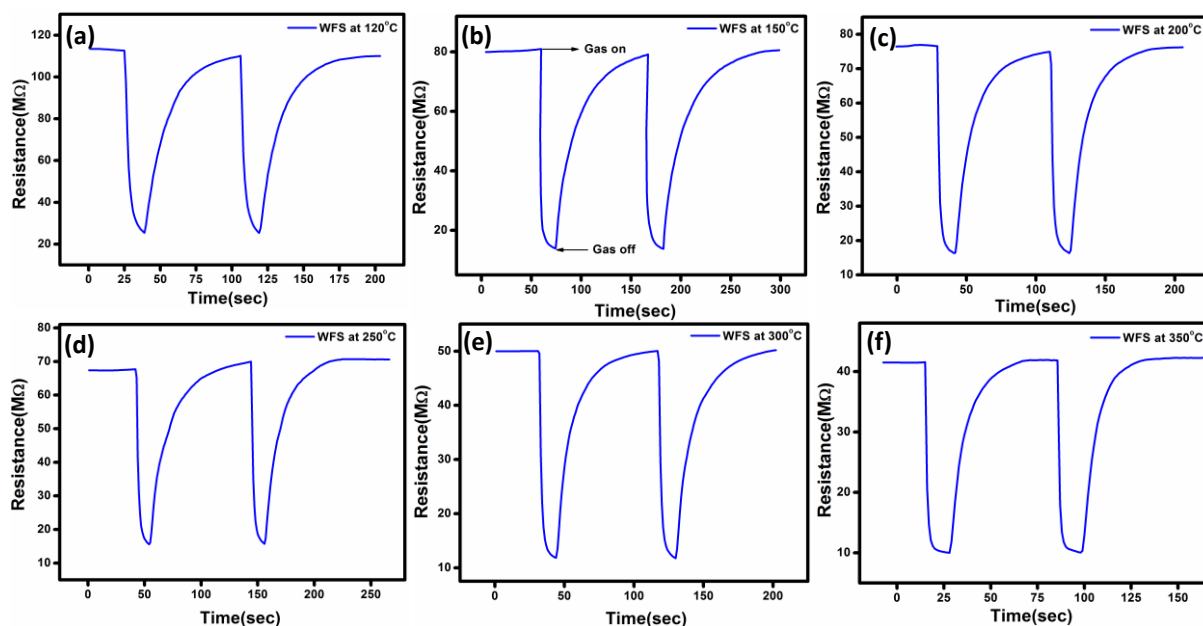 (a)
WFS at 120°C
Resistance(MΩ)
120
100
80
60
40
20
0 25 50 75 100 125 150 175 200
Time(sec)
(b)
WFS at 150°C
Gas on
Gas off
Resistance(MΩ)
80
60
40
20
0 50 100 150 200 250 300
Time(sec)
(c)
WFS at 200°C
Resistance(MΩ)
80
70
60
50
40
30
20
10
0 50 100 150 200
Time(sec)
(d)
WFS at 250°C
Resistance(MΩ)
80
70
60
50
40
30
20
10
0 50 100 150 200 250
Time(sec)
(e)
WFS at 300°C
Resistance(MΩ)
50
40
30
20
10
0 50 100 150 200
Time(sec)
(f)
WFS at 350°C
Resistance(MΩ)
40
30
20
10
0 25 50 75 100 125 150
Time(sec)